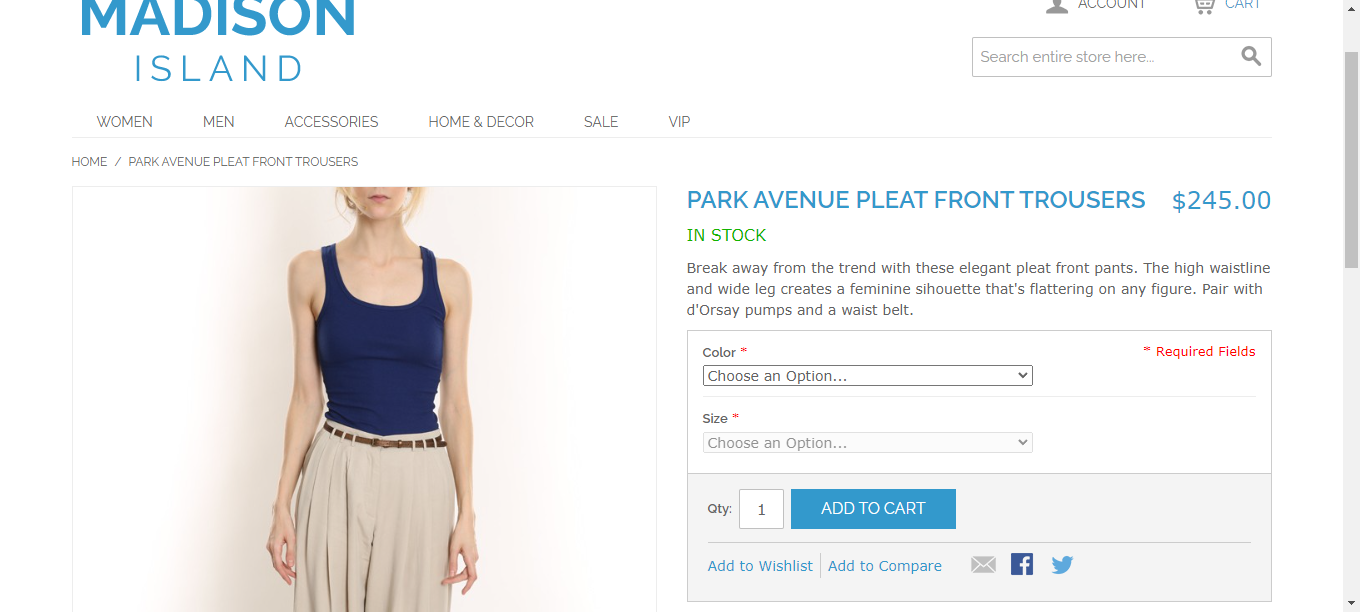 MADISON
ISLAND
ACCOUNT
CART
Search entire store here...
WOMEN MEN ACCESSORIES HOME & DECOR SALE VIP
HOME / PARK AVENUE PLEAT FRONT TROUSERS
PARK AVENUE PLEAT FRONT TROUSERS $245.00
IN STOCK
Break away from the trend with these elegant pleat front pants. The high waistline
and wide leg creates a feminine sihouette that's flattering on any figure. Pair with
d'Orsay pumps and a waist belt.
Color * * Required Fields
Choose an Option...
Size *
Choose an Option...
Qty: 1 ADD TO CART
Add to Wishlist Add to Compare